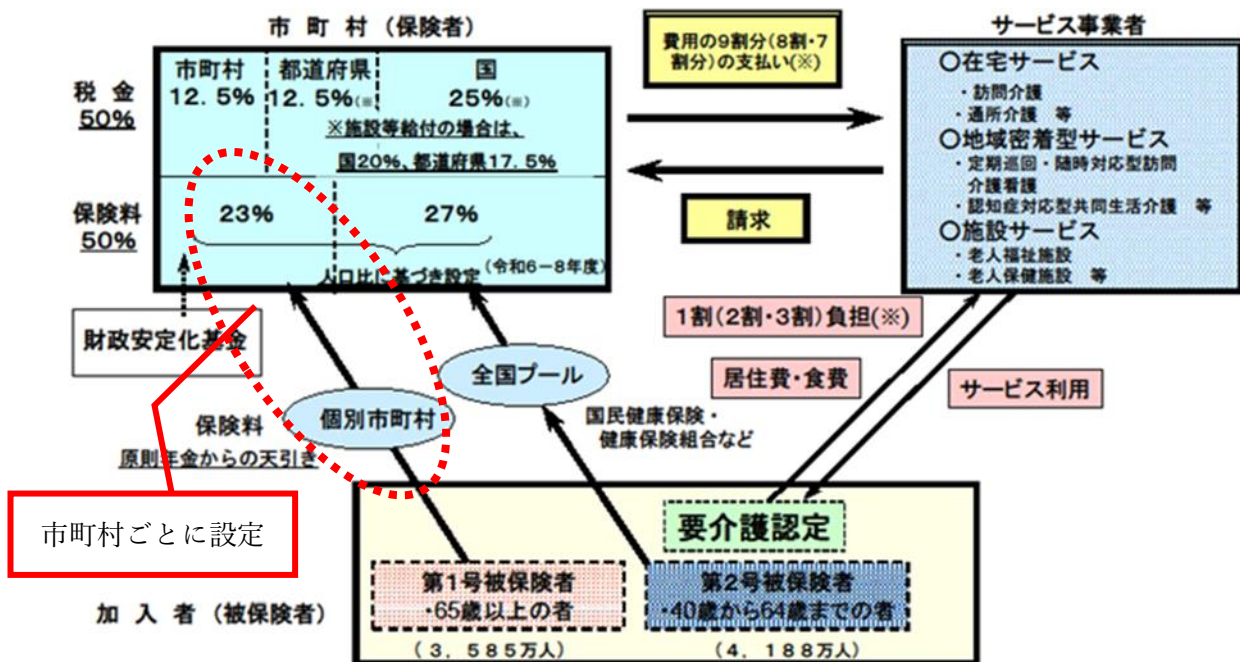 市 町 村 （保険者）
市町村
12．5%
都道府県
12．5%(※)
国
25%(※)
※施設等給付の場合は、
国20%、都道府県17．5%
税 金
50%
保険料
50%
23%
27%
人口比に基づき設定
(令和6－8年度)
財政安定化基金
費用の9割分(8割・7
割分)の支払い(※)
請求
サービス事業者
〇在宅サービス
・訪問介護
・通所介護 等
〇地域密着型サービス
・定期巡回・随時対応型訪問
介護看護
・認知症対応型共同生活介護 等
〇施設サービス
・老人福祉施設
・老人保健施設 等
1割(2割・3割)負担(※)
居住費・食費
サービス利用
全国プール
国民健康保険・
健康保険組合など
個別市町村
保険料
原則年金からの天引き
市町村ごとに設定
要介護認定
第1号被保険者
・65歳以上の者
第2号被保険者
・40歳から64歳までの者
加 入 者 （被保険者）
（3，585万人）
（4，188万人）